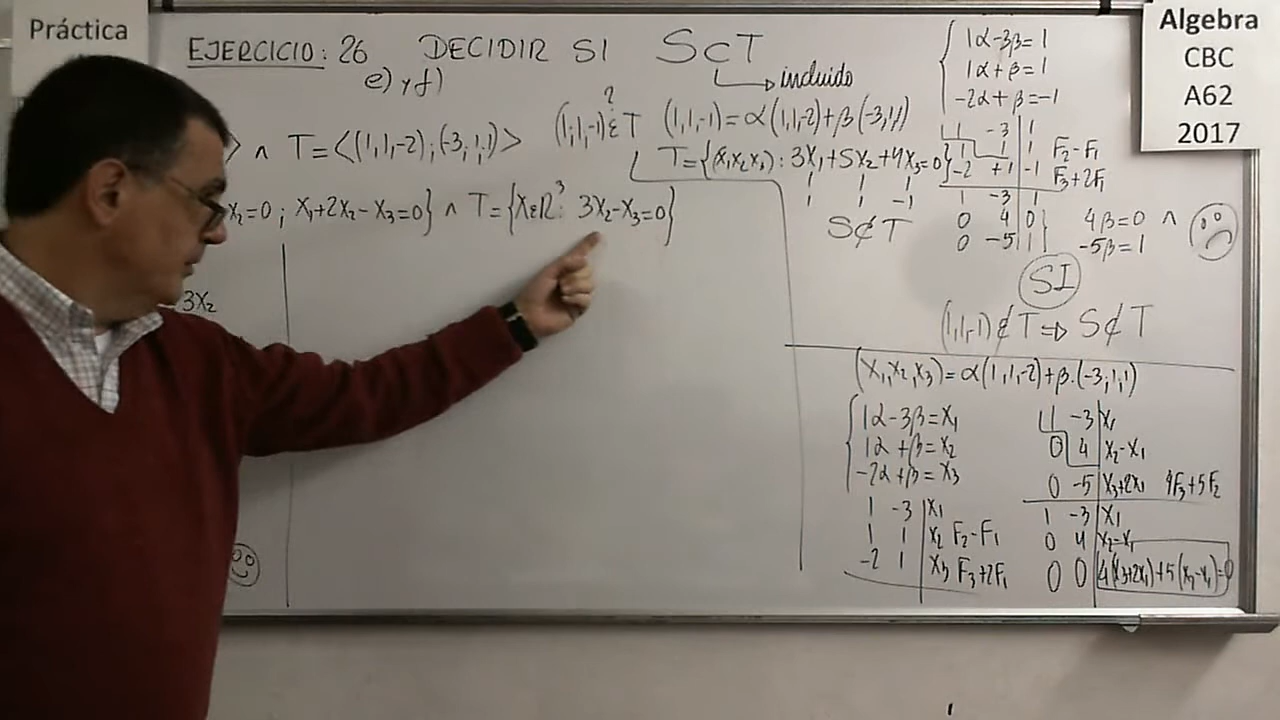 Práctica
EJERCICIO: 26 DECIDIR SI S⊂T
e) y f)
incluido
⟩ ∧ T=⟨(1,1,-2);(-3,1,1)⟩
x₂=0; x₁+2x₂-x₃=0} ∧ T={x∈ℝ³: 3x₂-x₃=0}
3x₂
?
(1,1,-1)∈T (1,1,-1)=α(1,1,-2)+β(-3,1,1)
T={(x₁x₂x₃): 3x₁+5x₂+4x₃=0}
1 1 -1
1 1 -1
S⊄T
{1α-3β=1
1α+β=1
-2α+β=-1
1 -3 | 1
1 1 | 1 F₂-F₁
-2 +1 | -1 F₃+2F₁
1 -3 | 1
0 4 | 0
0 -5 | 1
4β=0 ∧
-5β=1
SI
(1,1,-1)∉T⇒S⊄T
(x₁,x₂,x₃)=α(1,1,-2)+β.(-3,1,1)
{1α-3β=x₁
1α+β=x₂
-2α+β=x₃
1 -3 | x₁
1 1 | x₂ F₂-F₁
-2 1 | x₃ F₃+2F₁
1 -3 | x₁
0 4 | x₂-x₁
0 -5 | x₃+2x₁ 4F₃+5F₂
1 -3 | x₁
0 4 | x₂-x₁
0 0 | 4(x₃+2x₁)+5(x₂-x₁)=0
Algebra
CBC
A62
2017